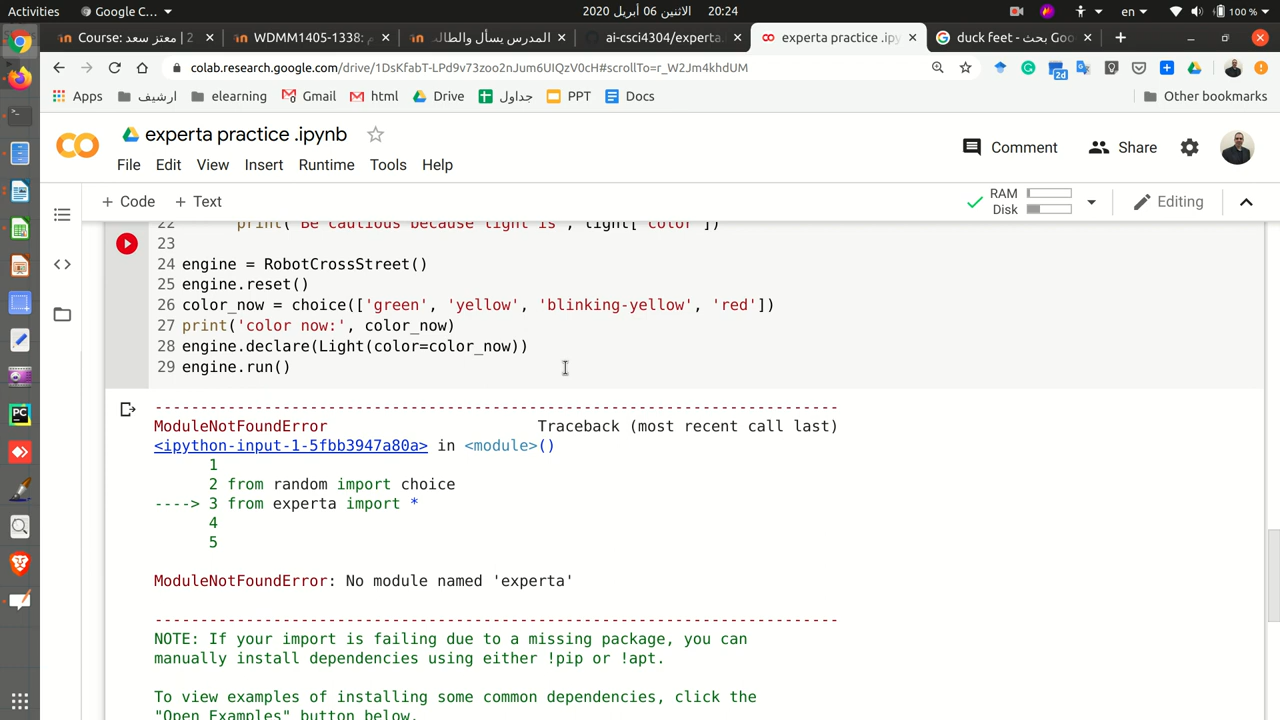 Activities
Google C...
20:24 الاثنين 06 أبريل 2020
en
100 %
Course: معتز سعد | 2
WDMM1405-1338:
المدرس يسأل والطال
ai-csci4304/experta.
experta practice .ipyn
duck feet - بحث Goo
colab.research.google.com/drive/1DsKfabT-LPd9v73zoo2nJum6UIQzV0cH#scrollTo=r_W2Jm4khdUM
2d
Apps
ارشيف
elearning
Gmail
html
Drive
جداول
PPT
Docs
Other bookmarks
experta practice .ipynb
File Edit View Insert Runtime Tools Help
Comment
Share
+ Code + Text
RAM
Disk
Editing
22 print("Be cautious because light is", light["color"])
23
24 engine = RobotCrossStreet()
25 engine.reset()
26 color_now = choice(['green', 'yellow', 'blinking-yellow', 'red'])
27 print('color now:', color_now)
28 engine.declare(Light(color=color_now))
29 engine.run()
---------------------------------------------------------------------------
ModuleNotFoundError Traceback (most recent call last)
<ipython-input-1-5fbb3947a80a> in <module>()
1
2 from random import choice
----> 3 from experta import *
4
5
ModuleNotFoundError: No module named 'experta'
---------------------------------------------------------------------------
NOTE: If your import is failing due to a missing package, you can
manually install dependencies using either !pip or !apt.
To view examples of installing some common dependencies, click the
"Open Examples" button below.
PC